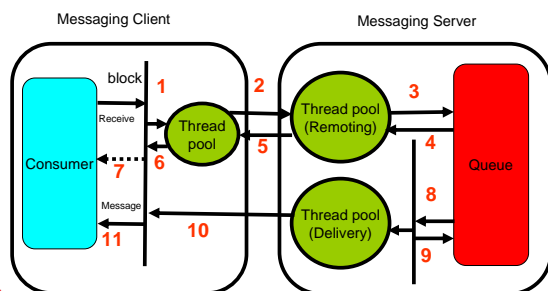 Messaging Client
Messaging Server
block
1
2
3
Receive
Thread pool
(Remoting)
Thread
pool
4
5
6
Consumer
7
Queue
8
Message
Thread pool
(Delivery)
10
11
9